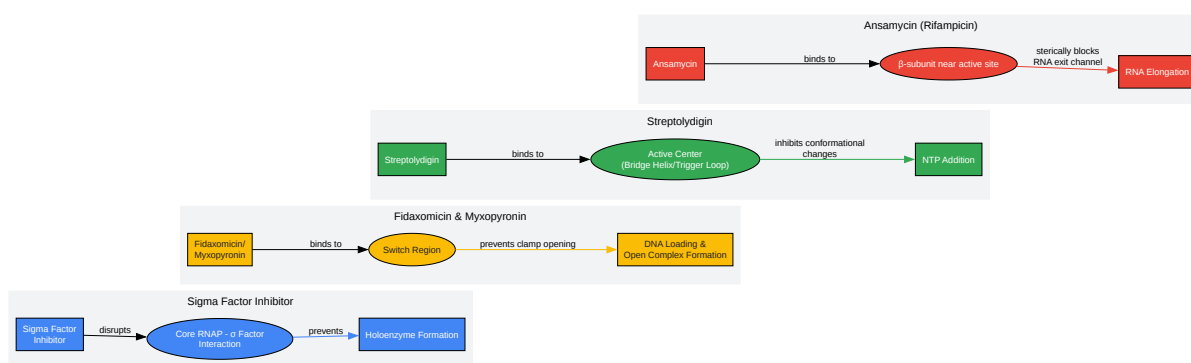 Ansamycin (Rifampicin)
Ansamycin
binds to
β-subunit near active site
sterically blocks
RNA exit channel
RNA Elongation
Streptolydigin
Streptolydigin
binds to
Active Center
(Bridge Helix/Trigger Loop)
inhibits conformational
changes
NTP Addition
Fidaxomicin & Myxopyronin
Fidaxomicin/
Myxopyronin
binds to
Switch Region
prevents clamp opening
DNA Loading &
Open Complex Formation
Sigma Factor Inhibitor
Sigma Factor
Inhibitor
disrupts
Core RNAP - σ Factor
Interaction
prevents
Holoenzyme Formation